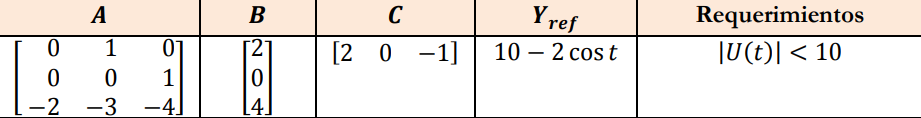 A B C Y_ref Requerimientos
[0 1 0] [2] [2 0 −1] 10 − 2 cos t |U(t)| < 10
[0 0 1] [0]
[−2 −3 −4] [4]